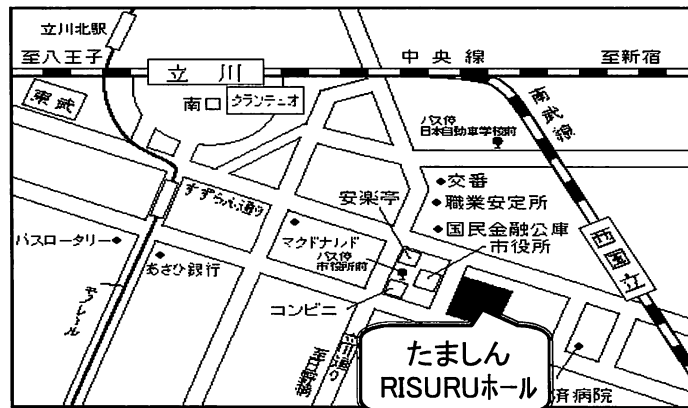 立川北駅
至八王子
立川
中央線
至新宿
東武
南口
グランデュオ
南武線
バス停
日本自動車学校前
すずらん通り
安楽亭
◆交番
◆職業安定所
◆国民金融公庫
市役所
マクドナルド
バス停
市役所前
西国立
バスロータリー◆
あさひ銀行
モノレール
コンビニ
立川通り
たましん
RISURUホール
済病院